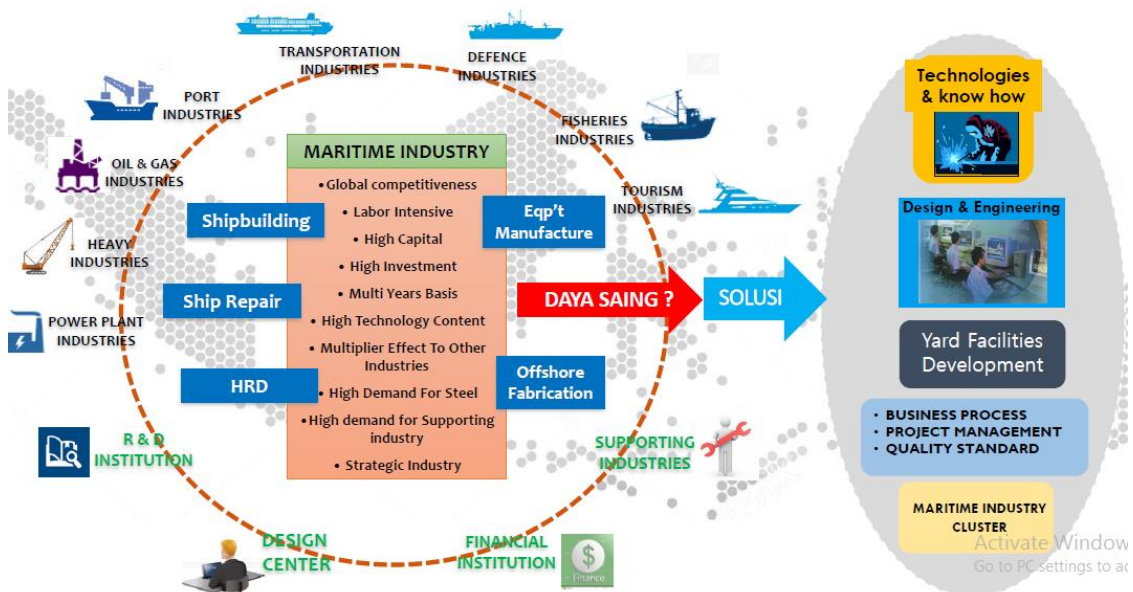 TRANSPORTATION
INDUSTRIES
DEFENCE
INDUSTRIES
PORT
INDUSTRIES
FISHERIES
INDUSTRIES
OIL & GAS
INDUSTRIES
TOURISM
INDUSTRIES
HEAVY
INDUSTRIES
POWER PLANT
INDUSTRIES
R & D
INSTITUTION
DESIGN
CENTER
FINANCIAL
INSTITUTION
$
Finance
SUPPORTING
INDUSTRIES
Shipbuilding
Ship Repair
HRD
MARITIME INDUSTRY
•Global competitiveness
• Labor Intensive
• High Capital
• High Investment
• Multi Years Basis
• High Technology Content
• Multiplier Effect To Other
Industries
• High Demand For Steel
•High demand for Supporting
industry
• Strategic Industry
Eqp't
Manufacture
Offshore
Fabrication
DAYA SAING ?
SOLUSI
Technologies
& know how
Design & Engineering
Yard Facilities
Development
• BUSINESS PROCESS
• PROJECT MANAGEMENT
• QUALITY STANDARD
MARITIME INDUSTRY
CLUSTER
Activate Window
Go to PC settings to ac